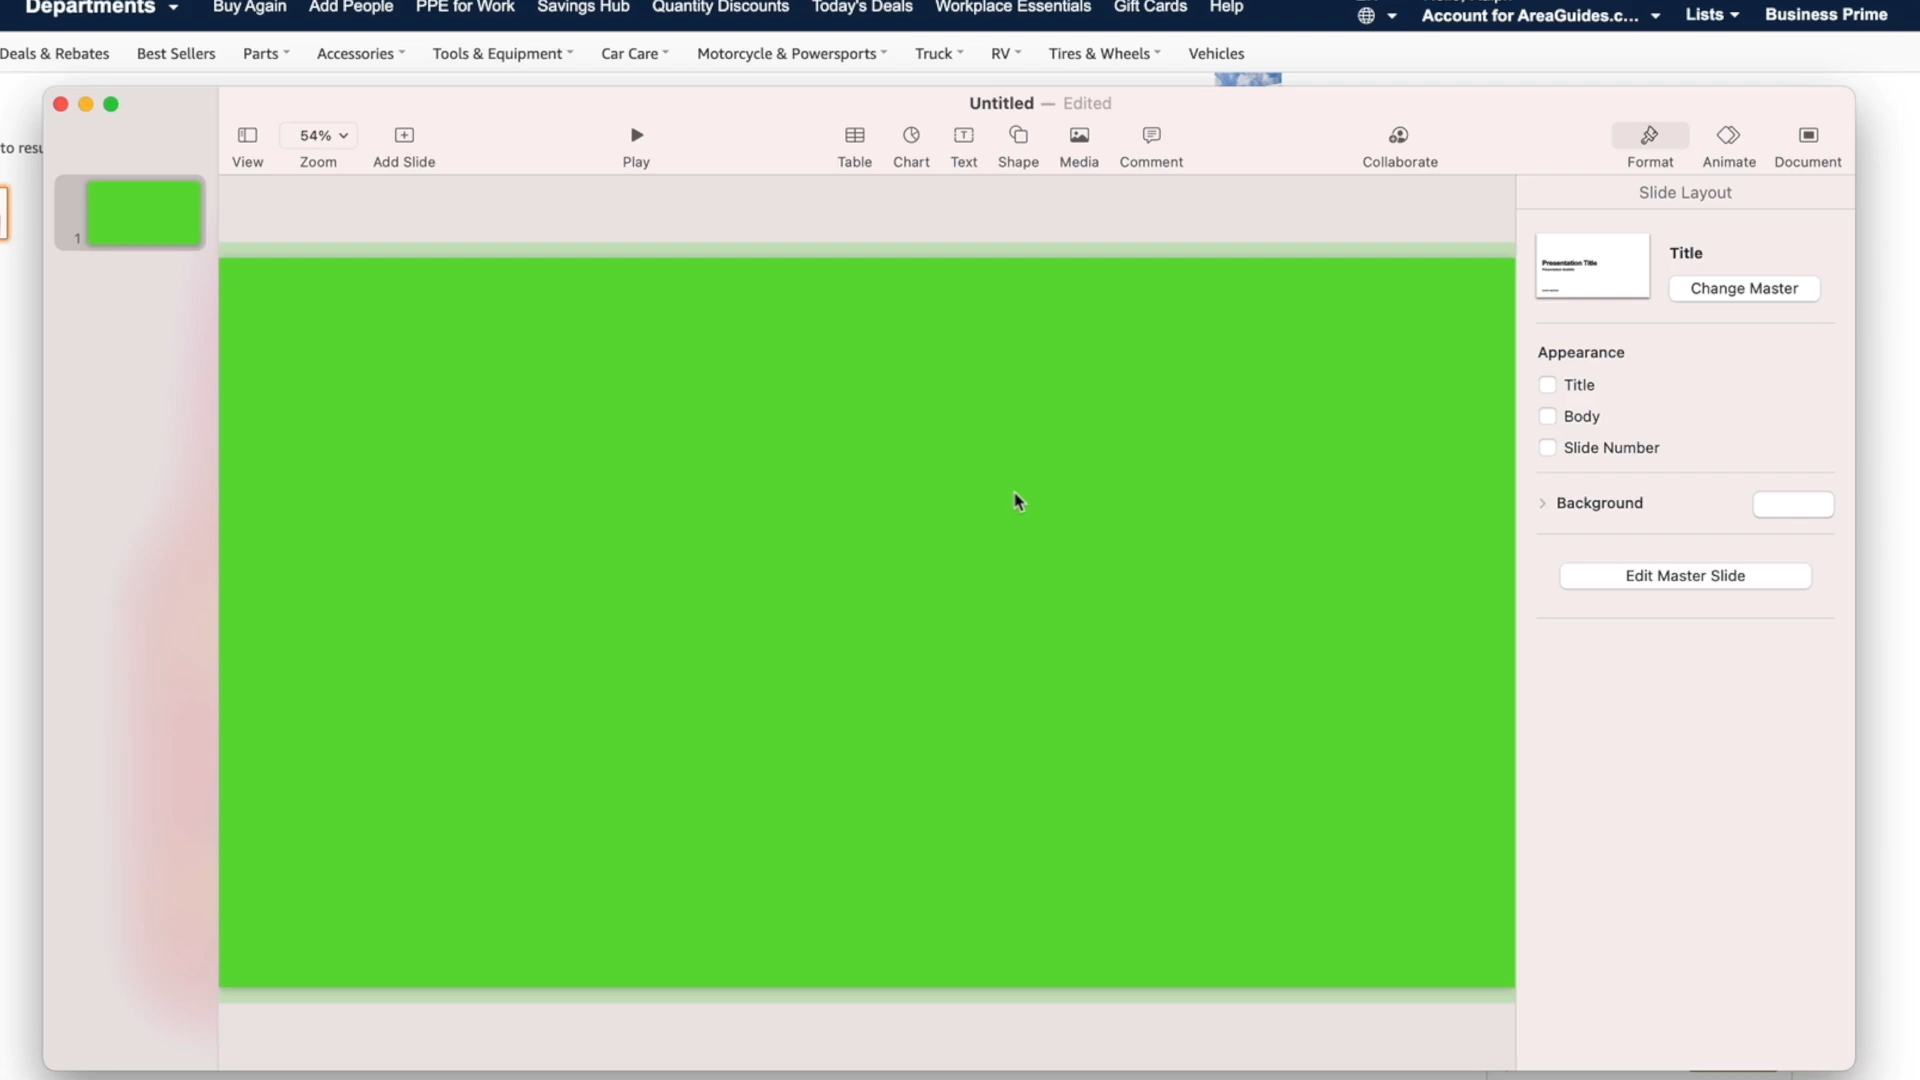 Departments Buy Again Add People PPE for Work Savings Hub Quantity Discounts Today's Deals Workplace Essentials Gift Cards Help
Account for AreaGuides.c... Lists Business Prime
Deals & Rebates Best Sellers Parts Accessories Tools & Equipment Car Care Motorcycle & Powersports Truck RV Tires & Wheels Vehicles
to resu
Untitled — Edited
54%
View Zoom Add Slide Play Table Chart Text Shape Media Comment Collaborate Format Animate Document
1
Slide Layout
Presentation Title
Title
Change Master
Appearance
Title
Body
Slide Number
Background
Edit Master Slide